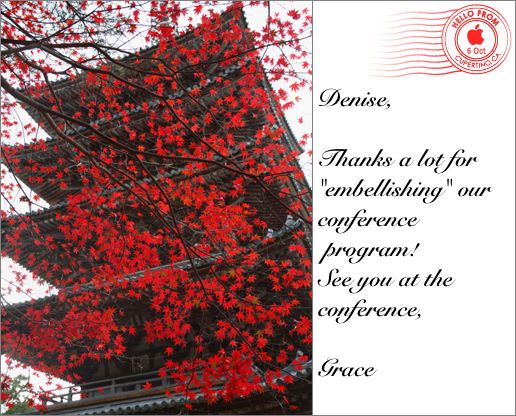 HELLO FROM
6 Oct
CUPERTINO, CA
Denise,
Thanks a lot for
"embellishing" our
conference
program!
See you at the
conference,
Grace